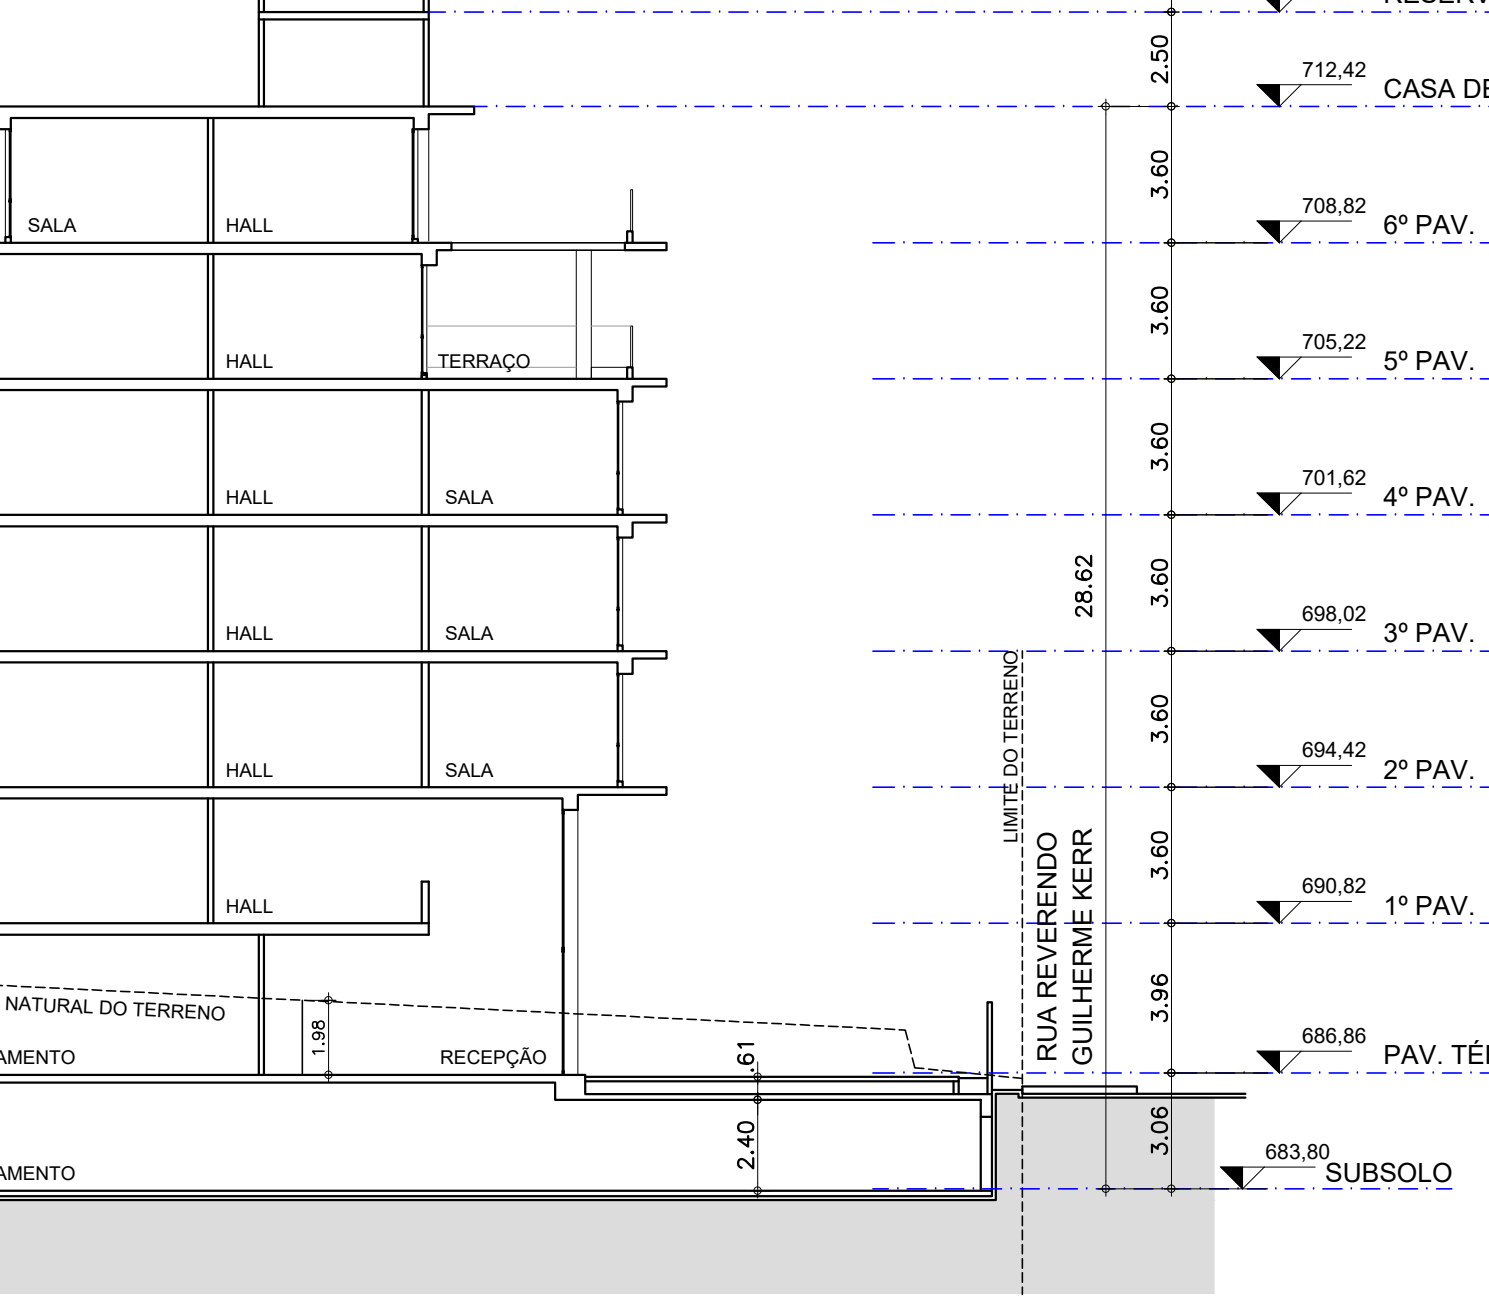 2.50
712,42
CASA DE
3.60
708,82
6º PAV.
SALA
HALL
3.60
705,22
5º PAV.
HALL
TERRAÇO
3.60
701,62
4º PAV.
HALL
SALA
28.62
3.60
698,02
3º PAV.
HALL
SALA
LIMITE DO TERRENO
3.60
694,42
2º PAV.
HALL
SALA
RUA REVERENDO
GUILHERME KERR
3.60
690,82
1º PAV.
HALL
NATURAL DO TERRENO
1.98
3.96
686,86
PAV. TÉ
AMENTO
RECEPÇÃO
.61
2.40
3.06
683,80
SUBSOLO
AMENTO